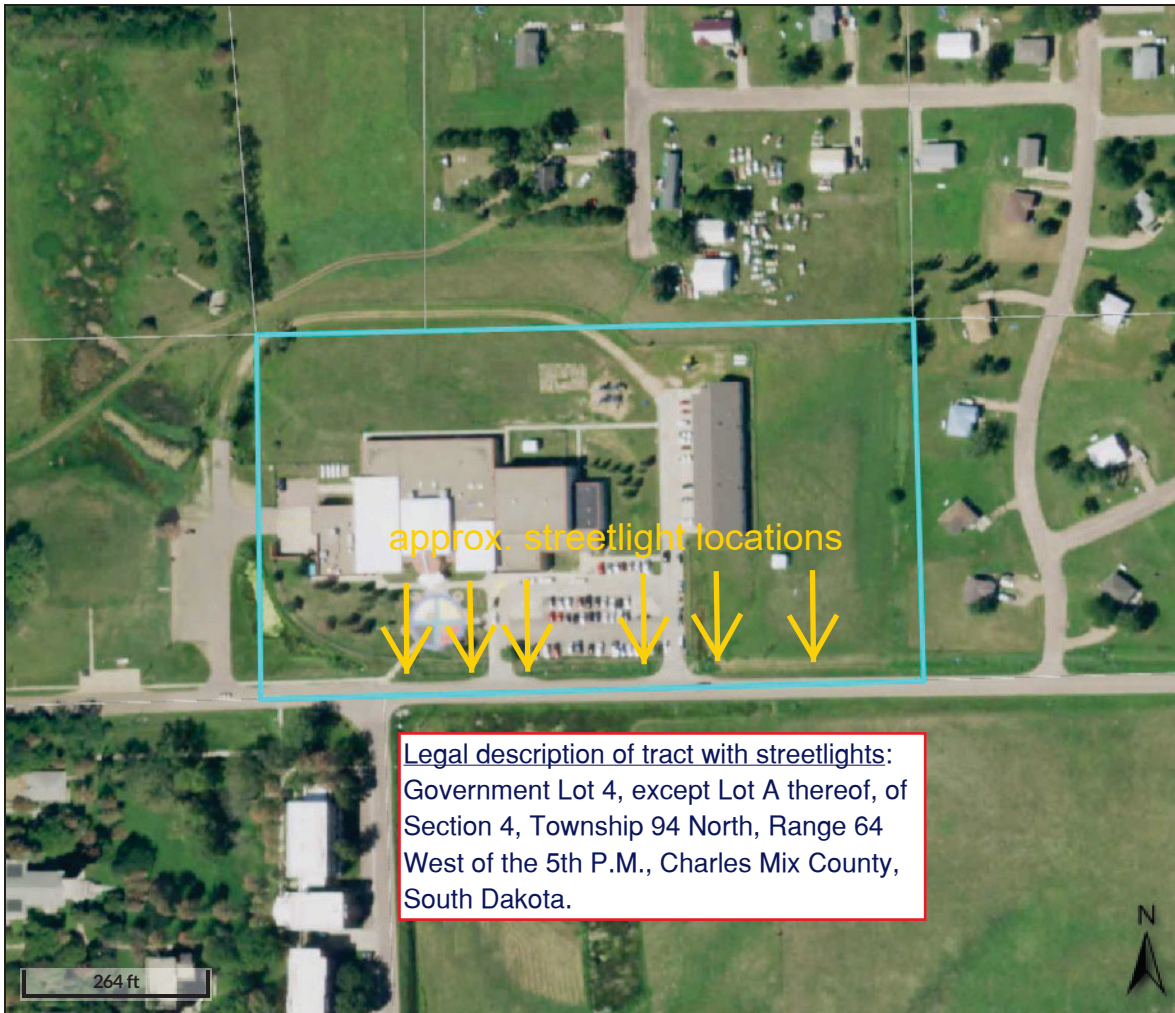 approx. streetlight locations
Legal description of tract with streetlights:
Government Lot 4, except Lot A thereof, of
Section 4, Township 94 North, Range 64
West of the 5th P.M., Charles Mix County,
South Dakota.
N
264 ft